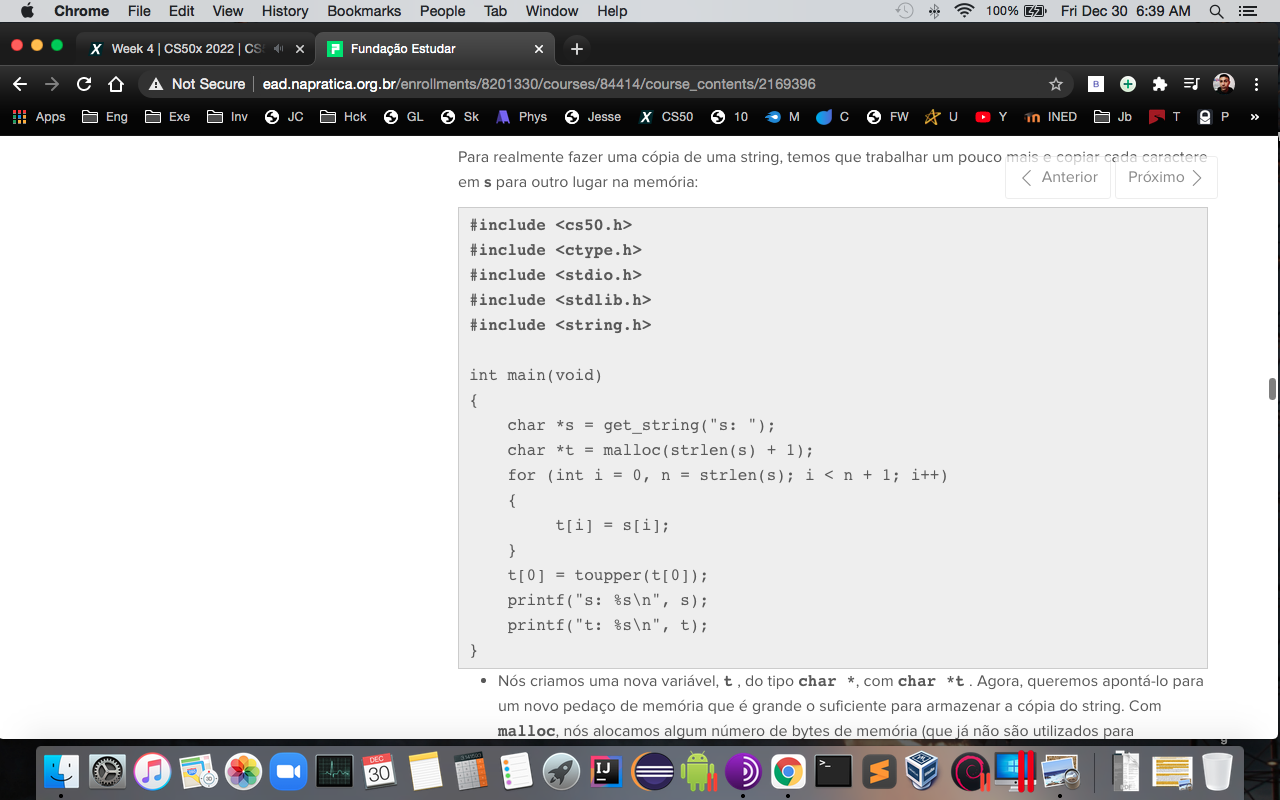 Chrome File Edit View History Bookmarks People Tab Window Help 100% Fri Dec 30 6:39 AM
Week 4 | CS50x 2022 | CS Fundação Estudar
Not Secure ead.napratica.org.br/enrollments/8201330/courses/84414/course_contents/2169396
Apps Eng Exe Inv JC Hck GL Sk Phys Jesse CS50 10 M C FW U Y INED Jb T P »
Para realmente fazer uma cópia de uma string, temos que trabalhar um pouco mais e copiar cada caractere
em s para outro lugar na memória:
Anterior Próximo
#include <cs50.h>
#include <ctype.h>
#include <stdio.h>
#include <stdlib.h>
#include <string.h>
int main(void)
{
char *s = get_string("s: ");
char *t = malloc(strlen(s) + 1);
for (int i = 0, n = strlen(s); i < n + 1; i++)
{
t[i] = s[i];
}
t[0] = toupper(t[0]);
printf("s: %s\n", s);
printf("t: %s\n", t);
}
• Nós criamos uma nova variável, t , do tipo char *, com char *t . Agora, queremos apontá-lo para
um novo pedaço de memória que é grande o suficiente para armazenar a cópia do string. Com
malloc, nós alocamos algum número de bytes de memória (que já não são utilizados para
DEC
30